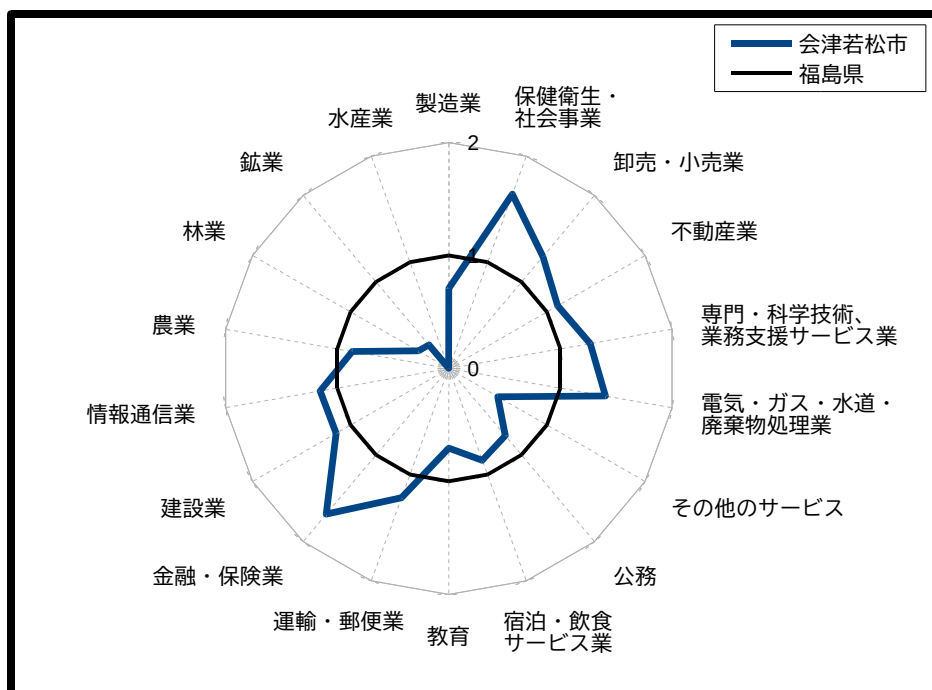 会津若松市
福島県
製造業
保健衛生・
社会事業
卸売・小売業
不動産業
専門・科学技術、
業務支援サービス業
電気・ガス・水道・
廃棄物処理業
その他のサービス
公務
宿泊・飲食
サービス業
教育
運輸・郵便業
金融・保険業
建設業
情報通信業
農業
林業
鉱業
水産業
2
1
0